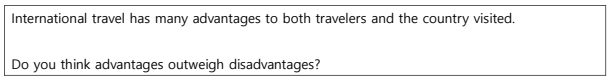 International travel has many advantages to both travelers and the country visited.
Do you think advantages outweigh disadvantages?